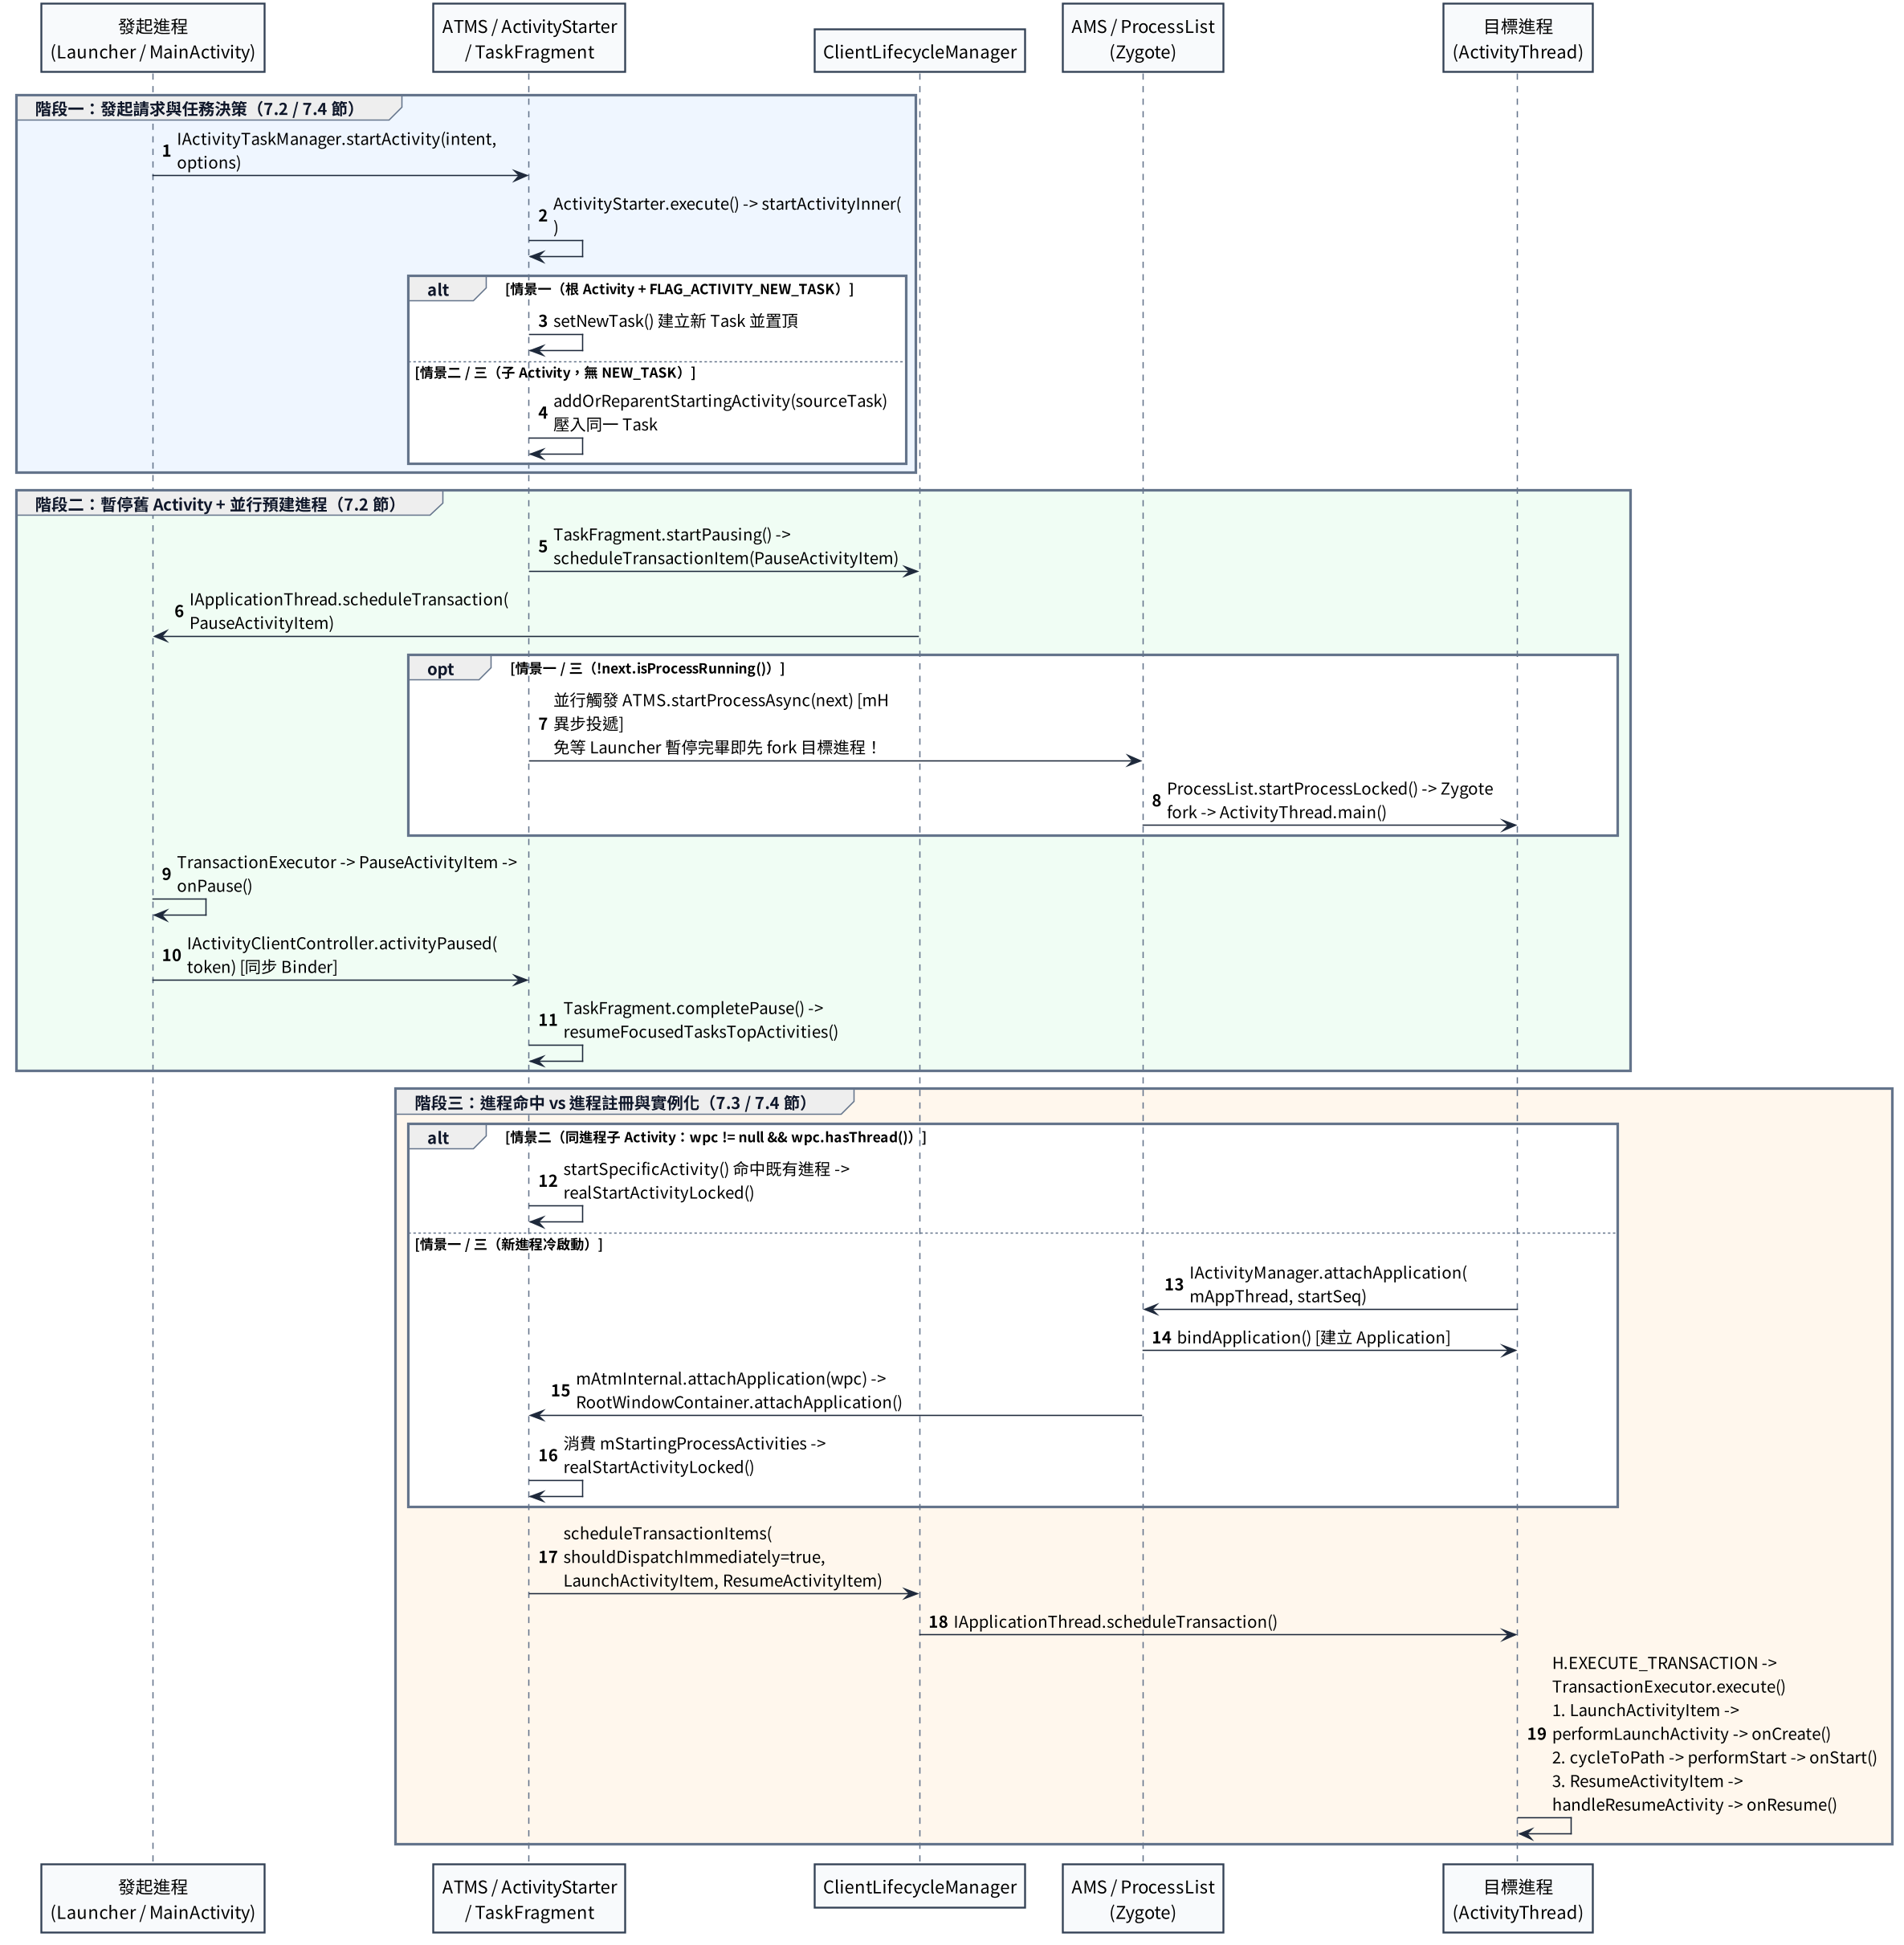 發起進程
(Launcher / MainActivity)
ATMS / ActivityStarter
/ TaskFragment
ClientLifecycleManager
AMS / ProcessList
(Zygote)
目標進程
(ActivityThread)
階段一：發起請求與任務決策（7.2 / 7.4 節）
1 IActivityTaskManager.startActivity(intent,
options)
2 ActivityStarter.execute() -> startActivityInner(
)
alt [情景一（根 Activity + FLAG_ACTIVITY_NEW_TASK）]
3 setNewTask() 建立新 Task 並置頂
[情景二 / 三（子 Activity，無 NEW_TASK）]
4 addOrReparentStartingActivity(sourceTask)
壓入同一 Task
階段二：暫停舊 Activity + 並行預建進程（7.2 節）
5 TaskFragment.startPausing() ->
scheduleTransactionItem(PauseActivityItem)
6 IApplicationThread.scheduleTransaction(
PauseActivityItem)
opt [情景一 / 三（!next.isProcessRunning()）]
7 並行觸發 ATMS.startProcessAsync(next) [mH
異步投遞]
免等 Launcher 暫停完畢即先 fork 目標進程！
8 ProcessList.startProcessLocked() -> Zygote
fork -> ActivityThread.main()
9 TransactionExecutor -> PauseActivityItem ->
onPause()
10 IActivityClientController.activityPaused(
token) [同步 Binder]
11 TaskFragment.completePause() ->
resumeFocusedTasksTopActivities()
階段三：進程命中 vs 進程註冊與實例化（7.3 / 7.4 節）
alt [情景二（同進程子 Activity：wpc != null && wpc.hasThread()）]
12 startSpecificActivity() 命中既有進程 ->
realStartActivityLocked()
[情景一 / 三（新進程冷啟動）]
13 IActivityManager.attachApplication(
mAppThread, startSeq)
14 bindApplication() [建立 Application]
15 mAtmInternal.attachApplication(wpc) ->
RootWindowContainer.attachApplication()
16 消費 mStartingProcessActivities ->
realStartActivityLocked()
17 scheduleTransactionItems(
shouldDispatchImmediately=true,
LaunchActivityItem, ResumeActivityItem)
18 IApplicationThread.scheduleTransaction()
19 H.EXECUTE_TRANSACTION ->
TransactionExecutor.execute()
1. LaunchActivityItem ->
performLaunchActivity -> onCreate()
2. cycleToPath -> performStart -> onStart()
3. ResumeActivityItem ->
handleResumeActivity -> onResume()
發起進程
(Launcher / MainActivity)
ATMS / ActivityStarter
/ TaskFragment
ClientLifecycleManager
AMS / ProcessList
(Zygote)
目標進程
(ActivityThread)